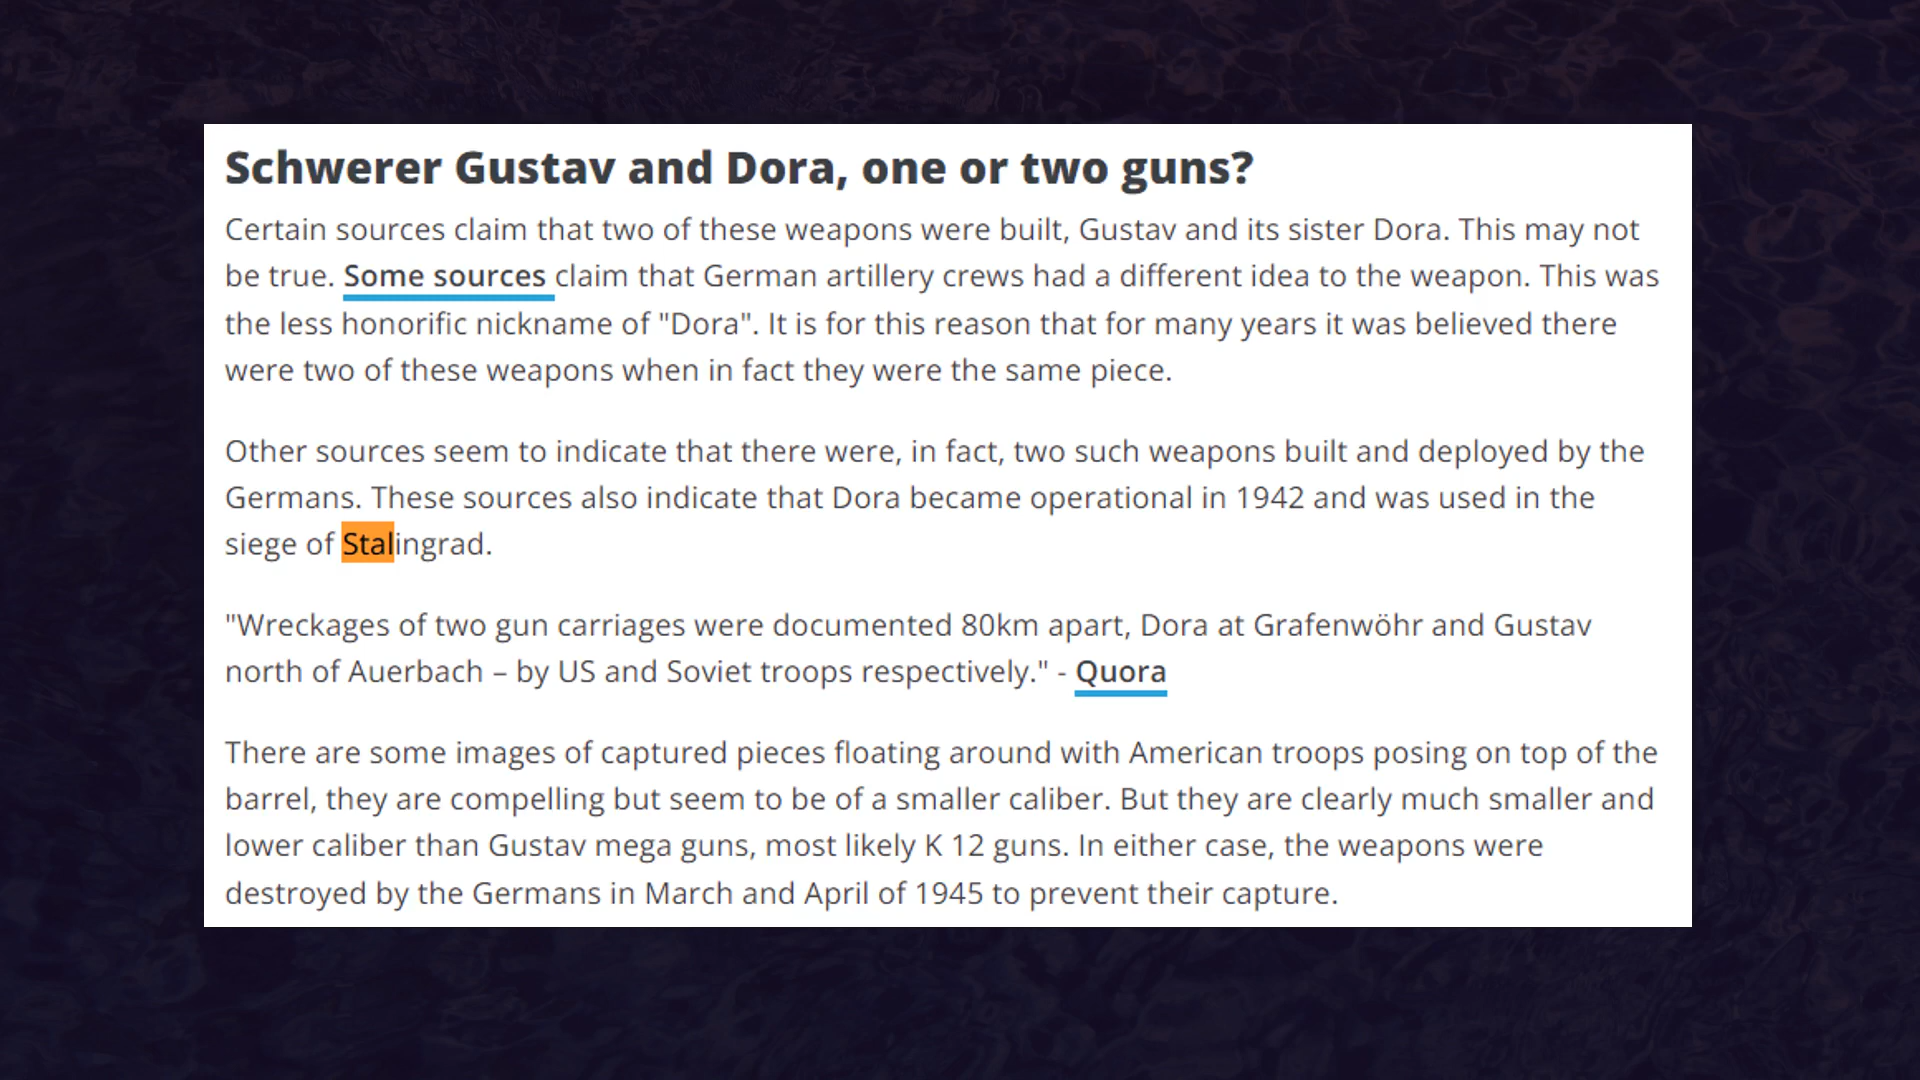 Schwerer Gustav and Dora, one or two guns?
Certain sources claim that two of these weapons were built, Gustav and its sister Dora. This may not
be true. Some sources claim that German artillery crews had a different idea to the weapon. This was
the less honorific nickname of "Dora". It is for this reason that for many years it was believed there
were two of these weapons when in fact they were the same piece.
Other sources seem to indicate that there were, in fact, two such weapons built and deployed by the
Germans. These sources also indicate that Dora became operational in 1942 and was used in the
siege of Stalingrad.
"Wreckages of two gun carriages were documented 80km apart, Dora at Grafenwöhr and Gustav
north of Auerbach – by US and Soviet troops respectively." - Quora
There are some images of captured pieces floating around with American troops posing on top of the
barrel, they are compelling but seem to be of a smaller caliber. But they are clearly much smaller and
lower caliber than Gustav mega guns, most likely K 12 guns. In either case, the weapons were
destroyed by the Germans in March and April of 1945 to prevent their capture.